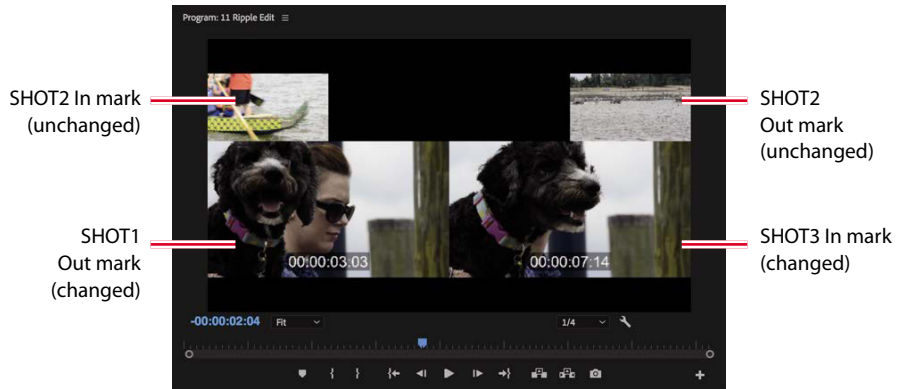 Program: 11 Ripple Edit
SHOT2 In mark
(unchanged)
SHOT2
Out mark
(unchanged)
SHOT1
Out mark
(changed)
SHOT3 In mark
(changed)
00:00:03:03
00:00:07:14
-00:00:02:04
Fit
1/4